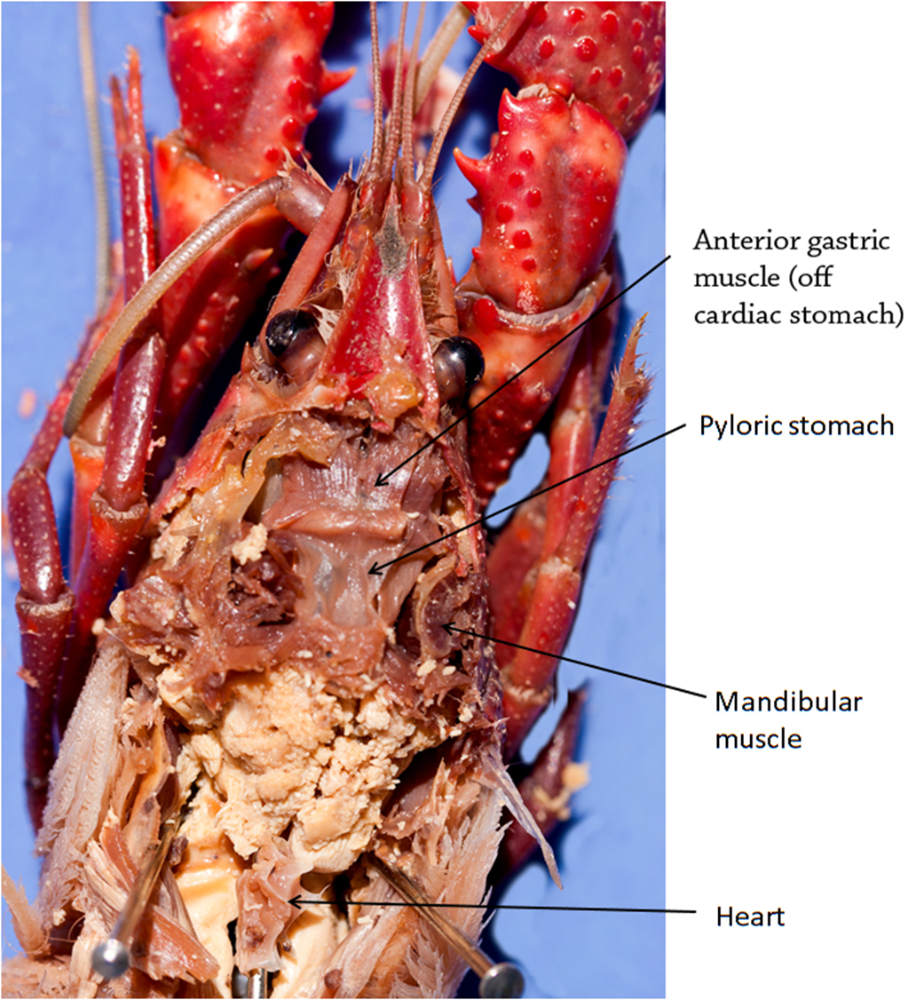 Anterior gastric
muscle (off
cardiac stomach)
Pyloric stomach
Mandibular
muscle
Heart